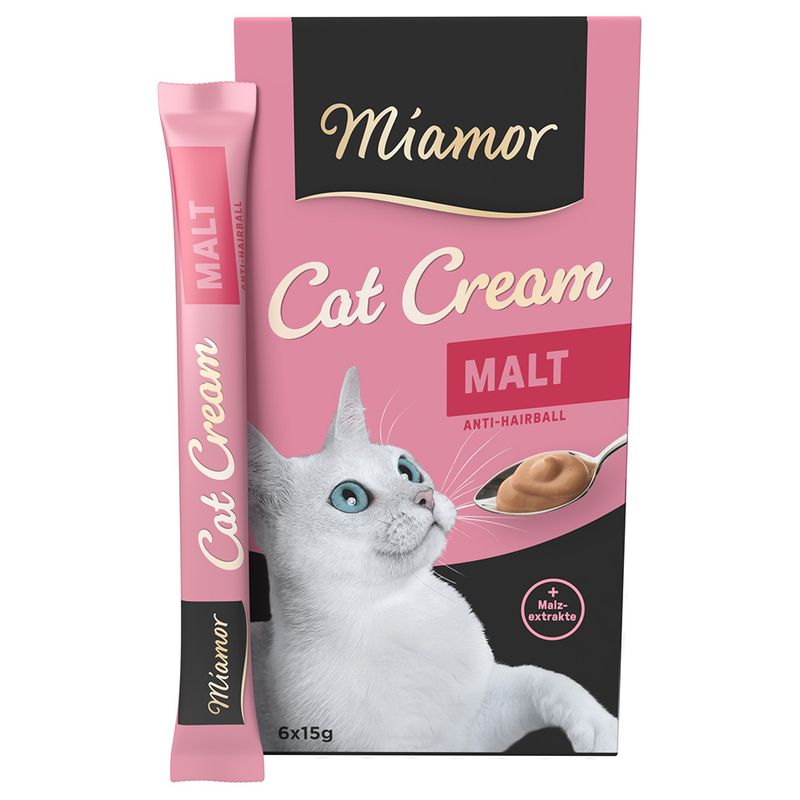 Miamor
Cat Cream
MALT
ANTI-HAIRBALL
+
Malz-
extrakte
6x15g
MALT
ANTI-HAIRBALL
Cat Cream
Miamor